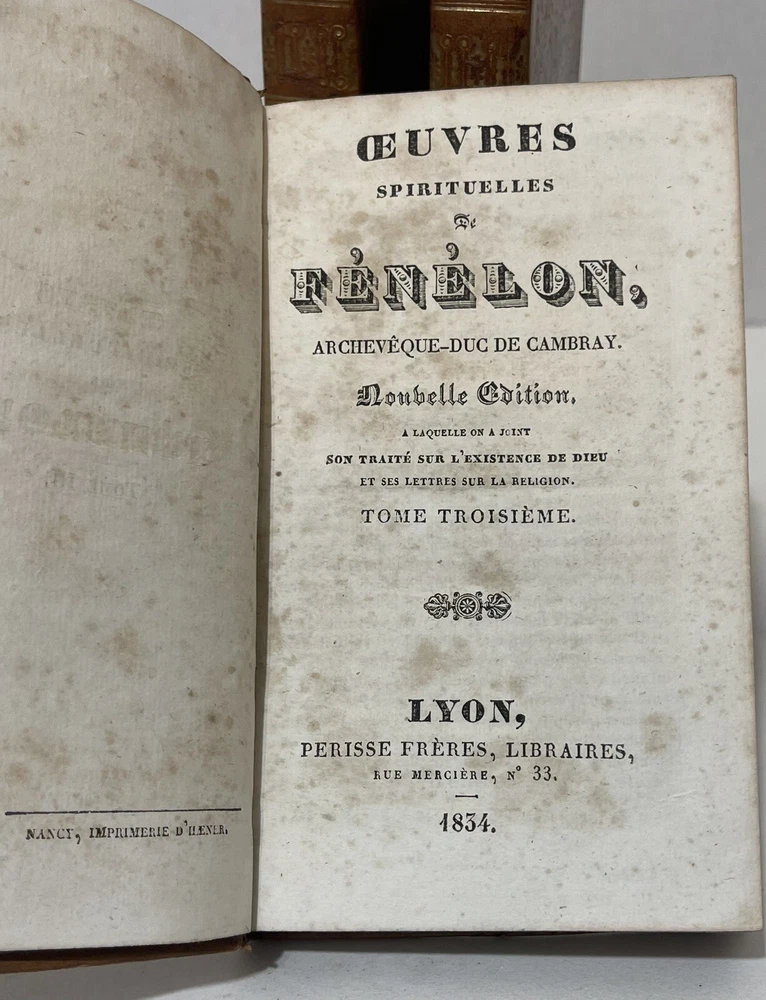 NANCY, IMPRIMERIE D'HÆNER.
ŒUVRES
SPIRITUELLES
De
FÉNÉLON,
ARCHEVÊQUE-DUC DE CAMBRAY.
Nouvelle Edition,
A LAQUELLE ON A JOINT
SON TRAITÉ SUR L'EXISTENCE DE DIEU
ET SES LETTRES SUR LA RELIGION.
TOME TROISIÈME.
LYON,
PERISSE FRÈRES, LIBRAIRES,
RUE MERCIÈRE, N° 33.
1834.